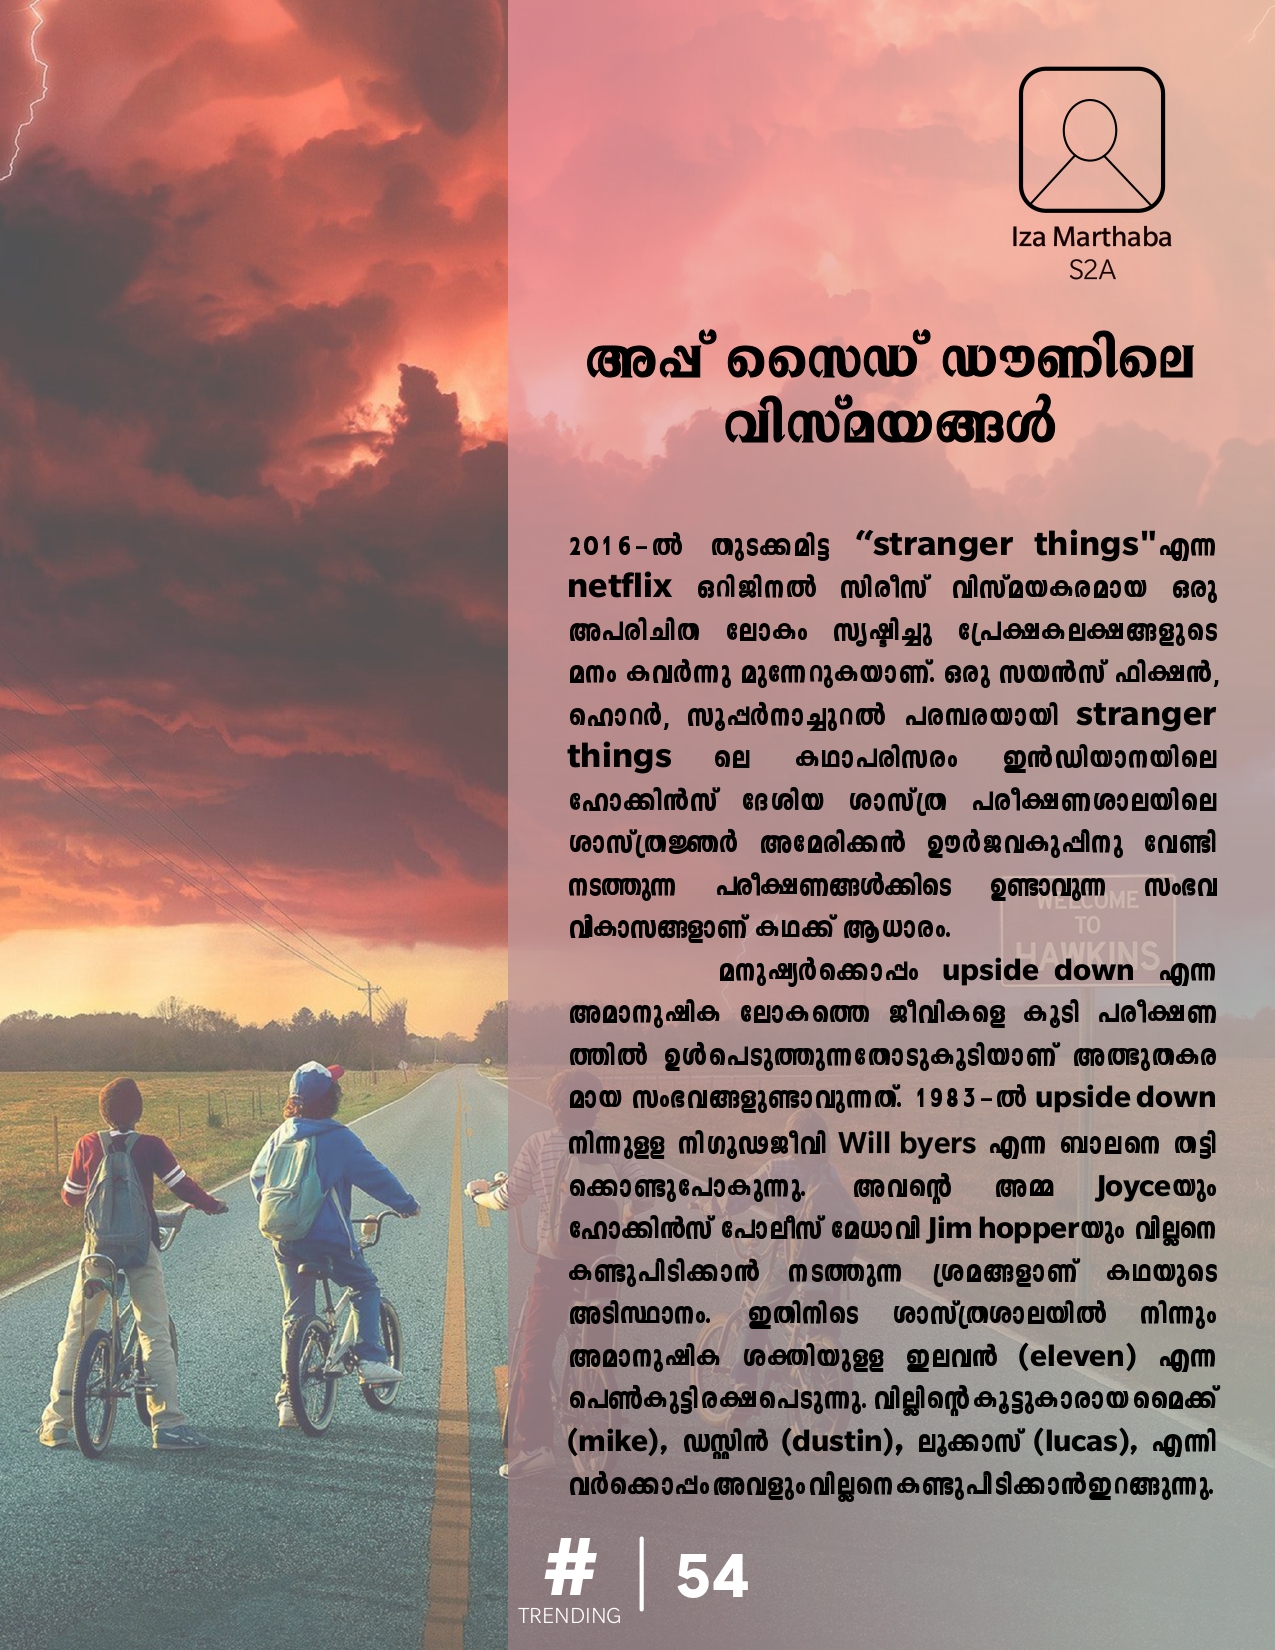 Iza Marthaba
S2A
അപ്പ് സൈഡ് ഡൗണിലെ
വിസ്മയങ്ങൾ
2016-ൽ തുടക്കമിട്ട “stranger things"എന്ന
netflix ഒറിജിനൽ സിരീസ് വിസ്മയകരമായ ഒരു
അപരിചിത ലോകം സൃഷ്ടിച്ചു പ്രേക്ഷകലക്ഷങ്ങളുടെ
മനം കവർന്നു മുന്നേറുകയാണ്. ഒരു സയൻസ് ഫിക്ഷൻ,
ഹൊറർ, സൂപ്പർനാച്ചുറൽ പരമ്പരയായി stranger
things ലെ കഥാപരിസരം ഇൻഡിയാനയിലെ
ഹോക്കിൻസ് ദേശിയ ശാസ്ത്ര പരീക്ഷണശാലയിലെ
ശാസ്ത്രജ്ഞർ അമേരിക്കൻ ഊർജവകുപ്പിനു വേണ്ടി
നടത്തുന്ന പരീക്ഷണങ്ങൾക്കിടെ ഉണ്ടാവുന്ന സംഭവ
വികാസങ്ങളാണ് കഥക്ക് ആധാരം.
WELCOME
TO
HAWKINS
മനുഷ്യർക്കൊപ്പം upside down എന്ന
അമാനുഷിക ലോകത്തെ ജീവികളെ കൂടി പരീക്ഷണ
ത്തിൽ ഉൾപെടുത്തുന്നതോടുകൂടിയാണ് അത്ഭുതകര
മായ സംഭവങ്ങളുണ്ടാവുന്നത്. 1983-ൽ upside down
നിന്നുളള നിഗൂഢജീവി Will byers എന്ന ബാലനെ തട്ടി
ക്കൊണ്ടുപോകുന്നു. അവന്റെ അമ്മ Joyceയും
ഹോക്കിൻസ് പോലീസ് മേധാവി Jim hopperയും വില്ലനെ
കണ്ടുപിടിക്കാൻ നടത്തുന്ന ശ്രമങ്ങളാണ് കഥയുടെ
അടിസ്ഥാനം. ഇതിനിടെ ശാസ്ത്രശാലയിൽ നിന്നും
അമാനുഷിക ശക്തിയുളള ഇലവൻ (eleven) എന്ന
പെൺകുട്ടി രക്ഷപെടുന്നു. വില്ലിന്റെ കൂട്ടുകാരായ മൈക്ക്
(mike), ഡസ്റ്റിൻ (dustin), ലൂക്കാസ് (lucas), എന്നി
വർക്കൊപ്പം അവളും വില്ലനെ കണ്ടുപീടിക്കാൻ ഇറങ്ങുന്നു.
# | 54
TRENDING